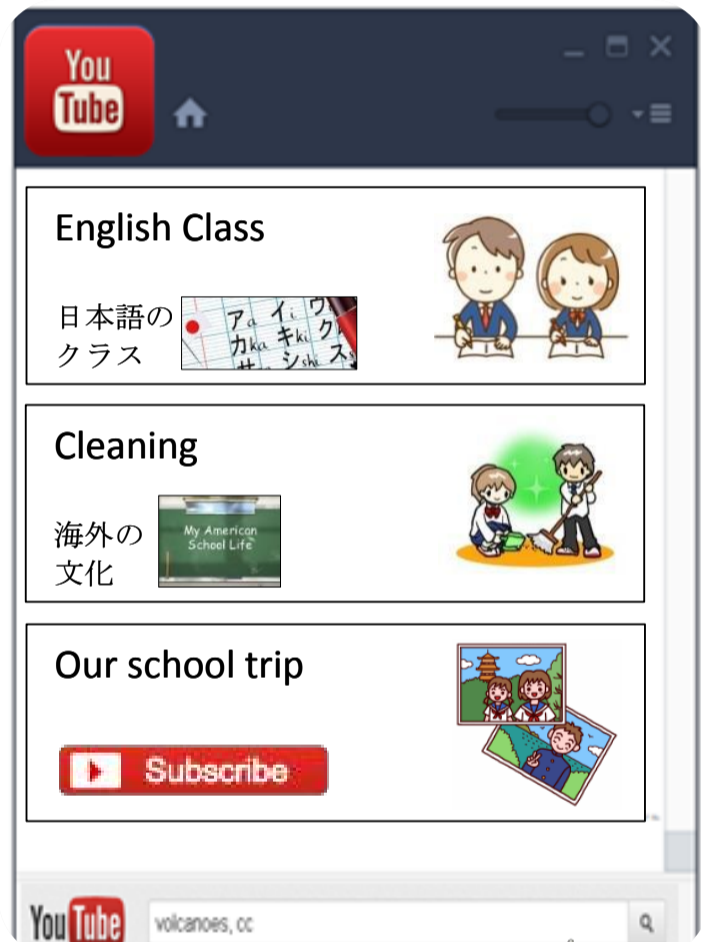 You
Tube
English Class
日本語の
クラス
ア a イ i ウ
カ ka キ ki ク
サ シ shi ス s
Cleaning
海外の
文化
My American
School Life
Our school trip
Subscribe
YouTube
volcanoes, cc